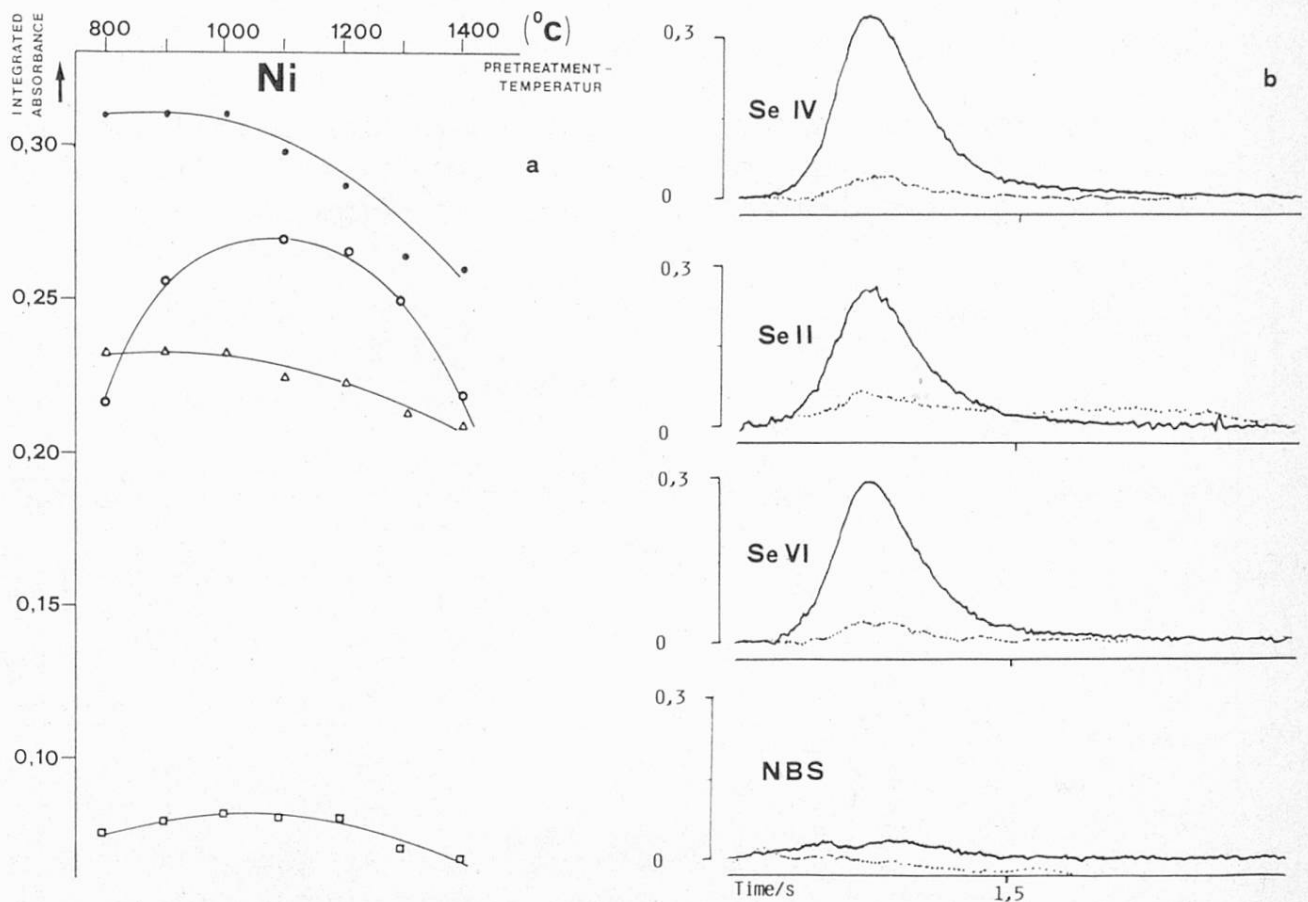 INTEGRATED
ABSORBANCE
800 1000 1200 1400 (°C)
Ni
PRETREATMENT-
TEMPERATUR
a
0,30
0,25
0,20
0,15
0,10
b
0,3
Se IV
0
0,3
Se II
0
0,3
Se VI
0
0,3
NBS
0
Time/s 1,5